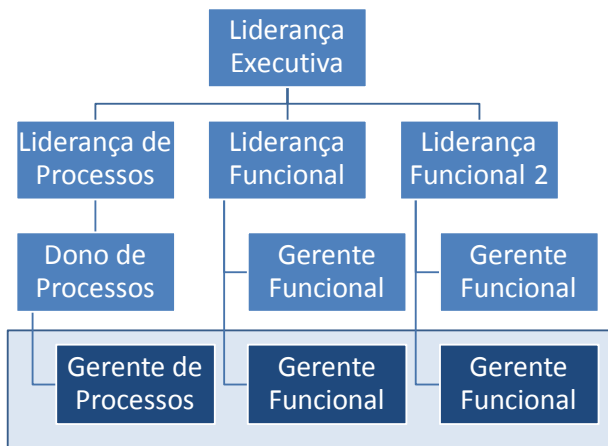 Liderança
Executiva
Liderança de
Processos
Liderança
Funcional
Liderança
Funcional 2
Dono de
Processos
Gerente
Funcional
Gerente
Funcional
Gerente de
Processos
Gerente
Funcional
Gerente
Funcional